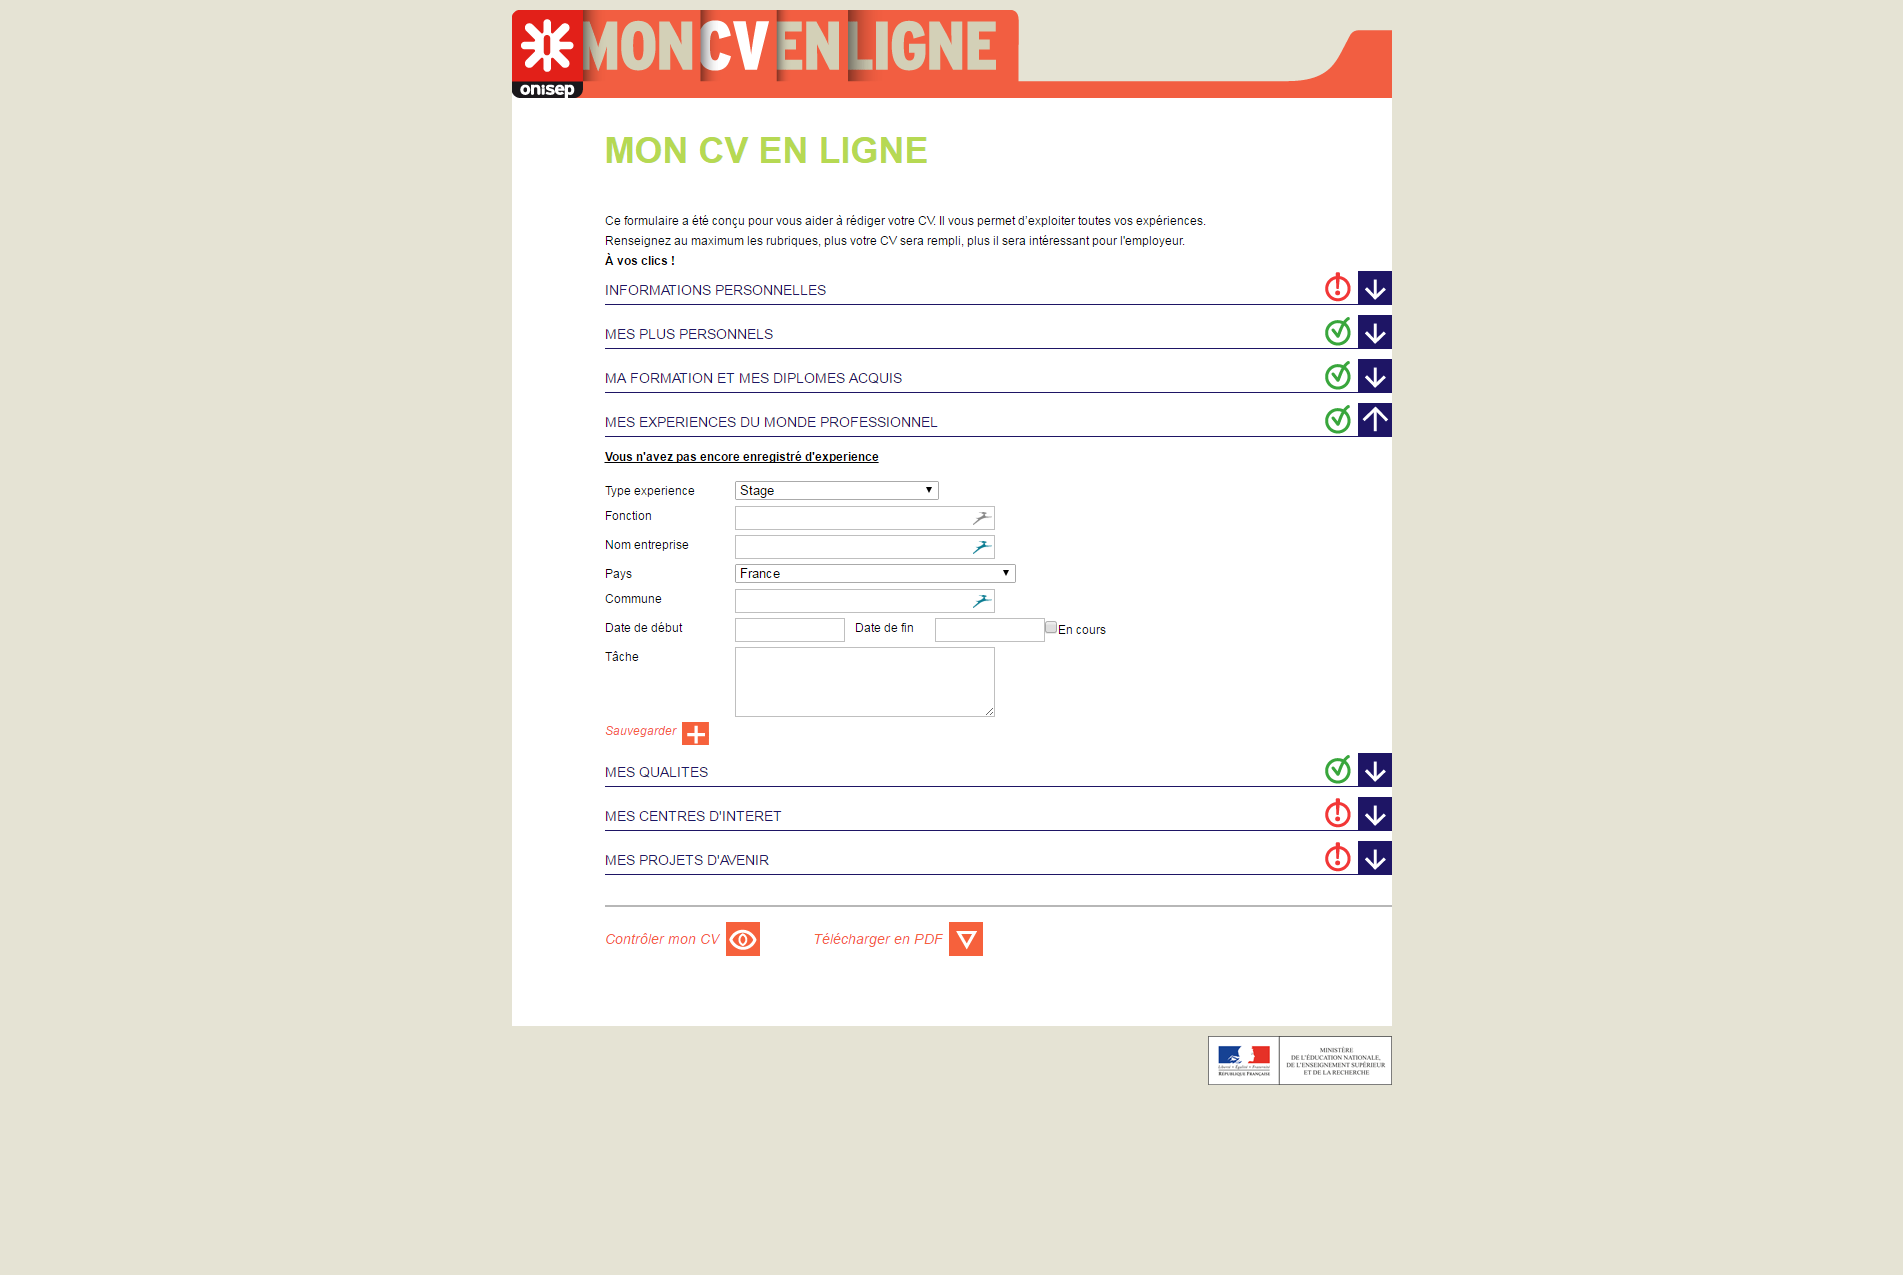 MON CV EN LIGNE
onisep
MON CV EN LIGNE
Ce formulaire a été conçu pour vous aider à rédiger votre CV. Il vous permet d'exploiter toutes vos expériences.
Renseignez au maximum les rubriques, plus votre CV sera rempli, plus il sera intéressant pour l'employeur.
À vos clics !
INFORMATIONS PERSONNELLES
MES PLUS PERSONNELS
MA FORMATION ET MES DIPLOMES ACQUIS
MES EXPERIENCES DU MONDE PROFESSIONNEL
Vous n'avez pas encore enregistré d'experience
Type experience Stage
Fonction
Nom entreprise
Pays France
Commune
Date de début Date de fin En cours
Tâche
Sauvegarder
MES QUALITES
MES CENTRES D'INTERET
MES PROJETS D'AVENIR
Contrôler mon CV Télécharger en PDF
Liberté • Égalité • Fraternité
RÉPUBLIQUE FRANÇAISE
MINISTÈRE
DE L'ÉDUCATION NATIONALE,
DE L'ENSEIGNEMENT SUPÉRIEUR
ET DE LA RECHERCHE